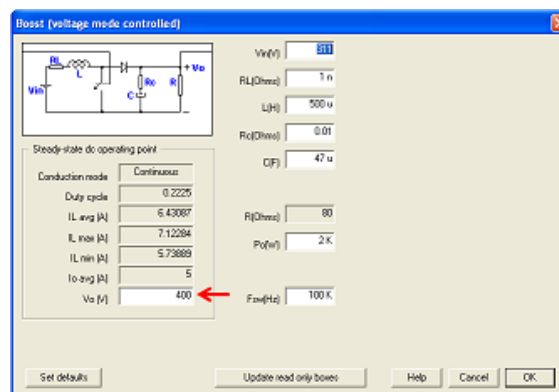 Boost (voltage mode controlled)
RL
L
Vin
Rc
C
R
+ Vo
-
Vin(V) 311
RL(Ohms) 1 n
L(H) 500 u
Rc(Ohms) 0.01
C(F) 47 u
R(Ohms) 80
Po(W) 2 K
Fsw(Hz) 100 K
Steady-state dc operating point
Conduction mode Continuous
Duty cycle 0.2225
IL avg (A) 6.43087
IL max (A) 7.12284
IL min (A) 5.73889
Io avg (A) 5
Vo (V) 400
Set defaults
Update read only boxes
Help
Cancel
OK